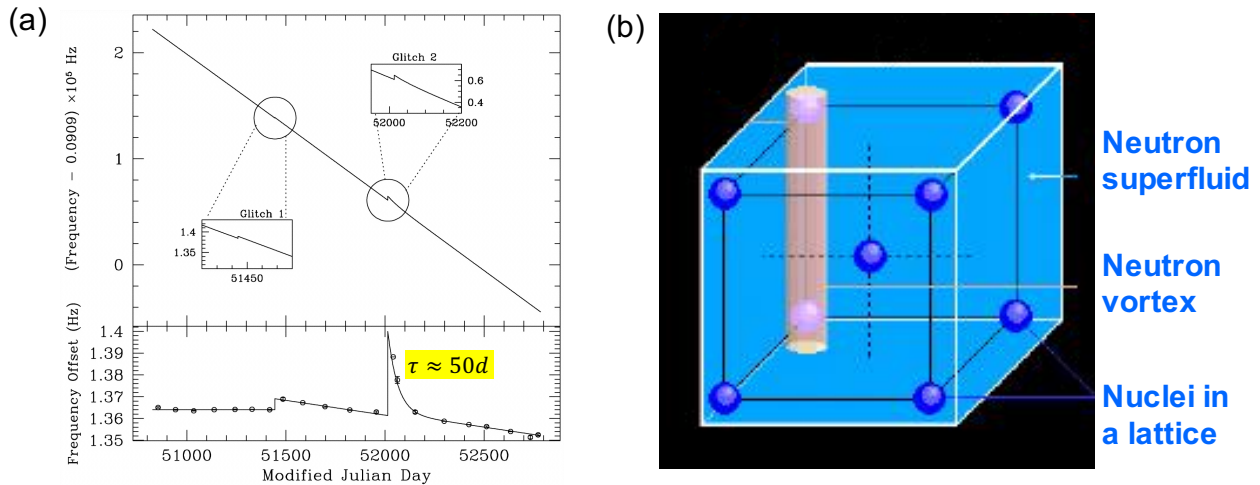 (a)
(Frequency − 0.0909) ×10⁵ Hz
2
1
0
Glitch 2
0.6
0.4
52000
52200
Glitch 1
1.4
1.35
51450
Frequency Offset (Hz)
1.4
1.39
1.38
1.37
1.36
1.35
τ ≈ 50d
51000
51500
52000
52500
Modified Julian Day
(b)
Neutron
superfluid
Neutron
vortex
Nuclei in
a lattice